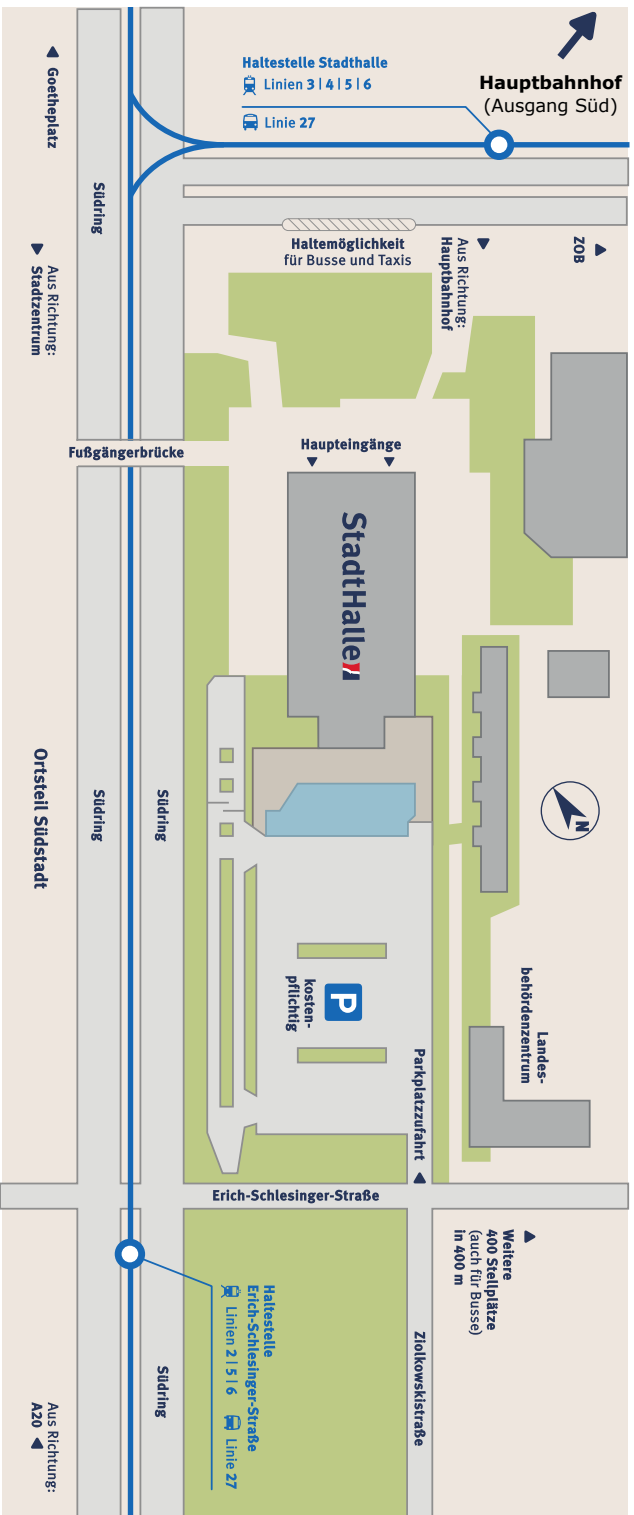 Haltestelle Stadthalle
Linien 3 | 4 | 5 | 6
Linie 27
Hauptbahnhof
(Ausgang Süd)
Goetheplatz
Südring
Aus Richtung:
Stadtzentrum
Haltemöglichkeit
für Busse und Taxis
Aus Richtung:
Hauptbahnhof
ZOB
Fußgängerbrücke
Haupteingänge
StadtHalle
Ortsteil Südstadt
Südring
Südring
N
P
kosten-
pflichtig
Landes-
behördenzentrum
Parkplatzzufahrt
Erich-Schlesinger-Straße
Weitere
400 Stellplätze
(auch für Busse)
in 400 m
Haltestelle
Erich-Schlesinger-Straße
Linien 2 | 5 | 6
Linie 27
Südring
Ziolkowskistraße
Aus Richtung:
A20